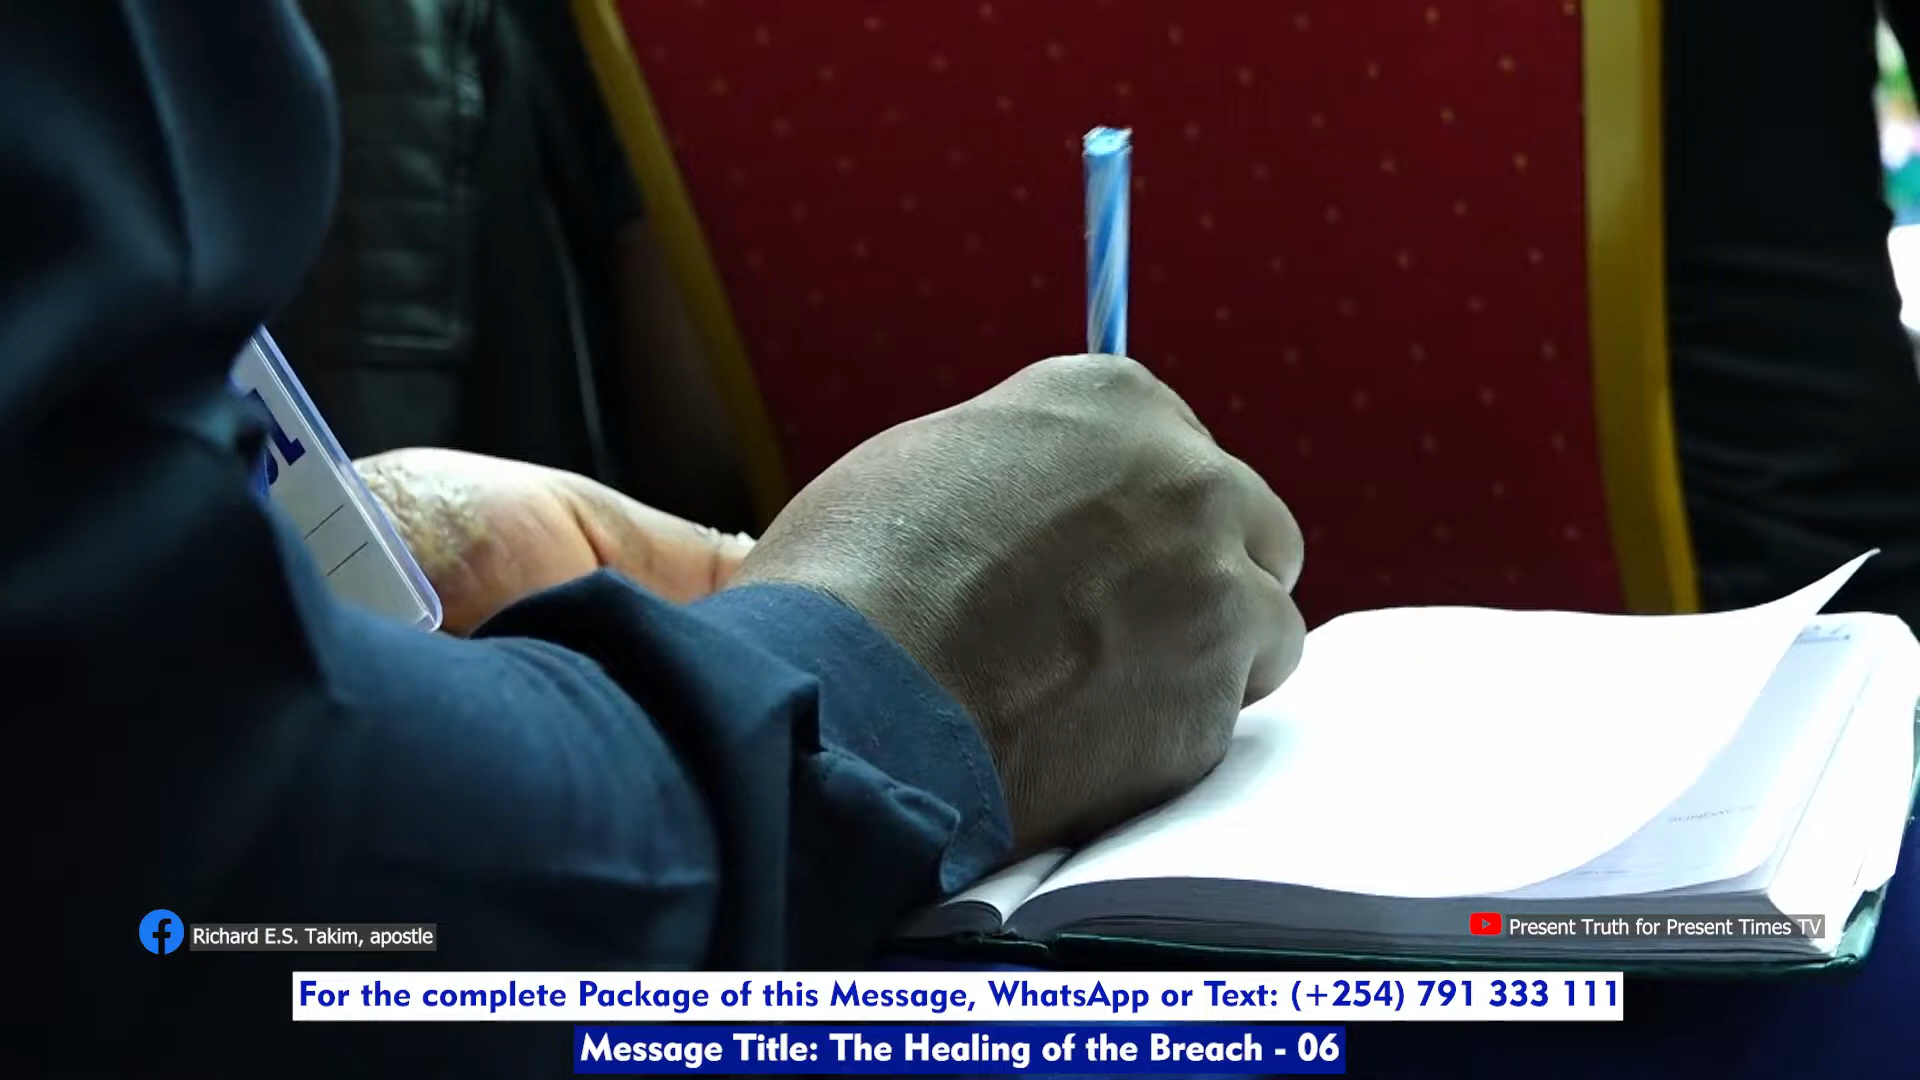 SUNDAY
Richard E.S. Takim, apostle
Present Truth for Present Times TV
For the complete Package of this Message, WhatsApp or Text: (+254) 791 333 111
Message Title: The Healing of the Breach - 06